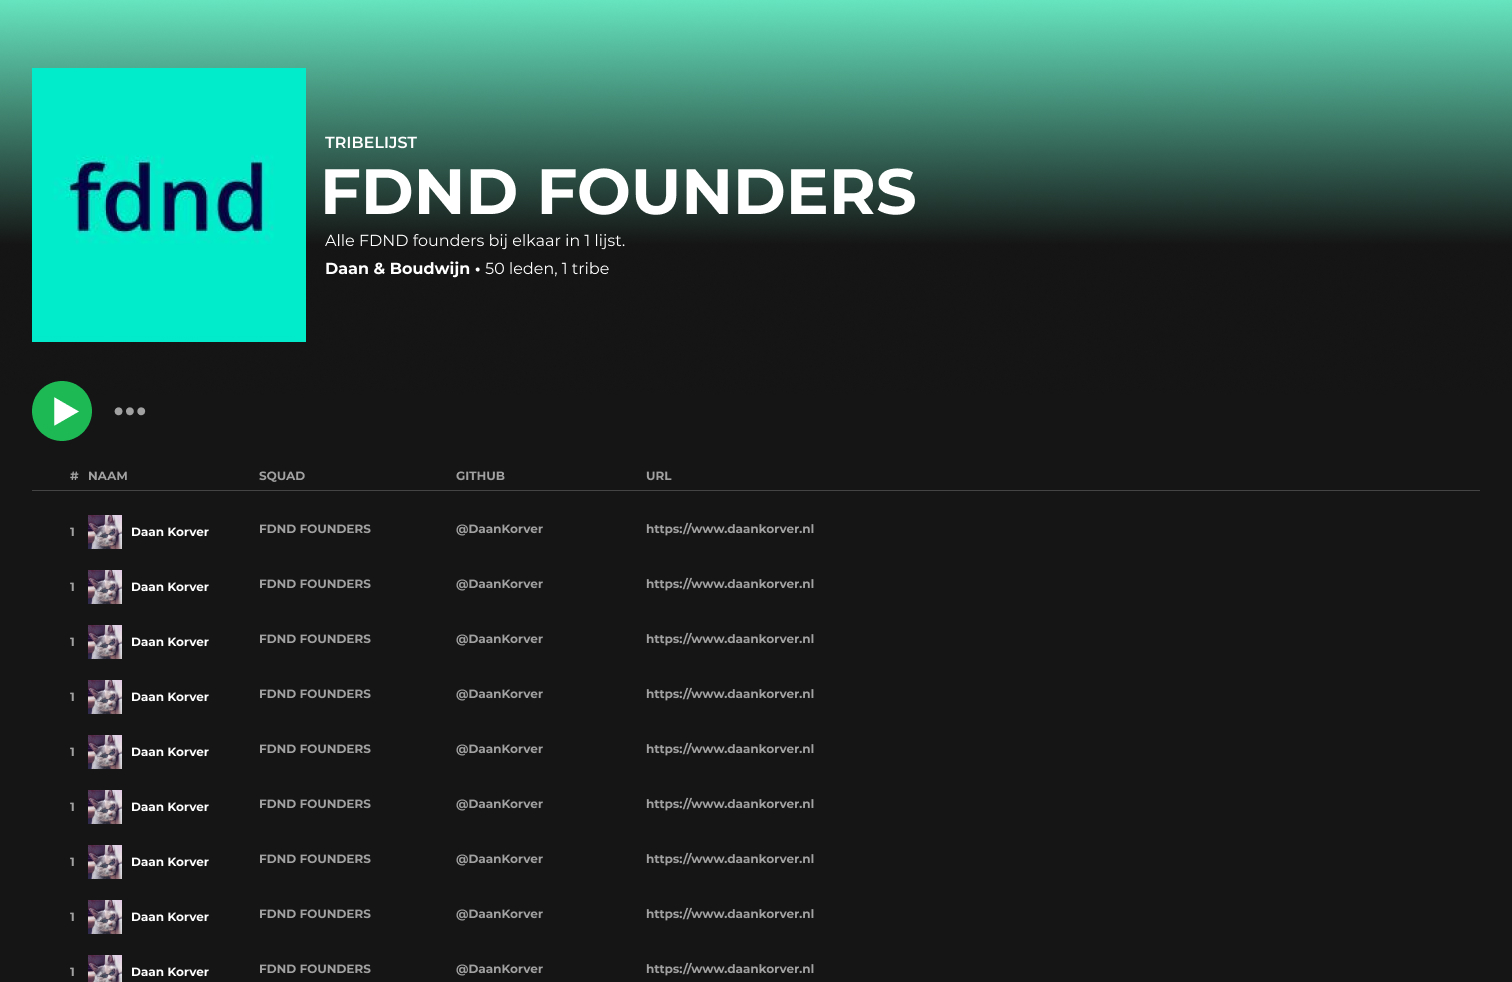 fdnd
TRIBELIJST
FDND FOUNDERS
Alle FDND founders bij elkaar in 1 lijst.
Daan & Boudwijn • 50 leden, 1 tribe
# NAAM SQUAD GITHUB URL
1 Daan Korver FDND FOUNDERS @DaanKorver https://www.daankorver.nl
1 Daan Korver FDND FOUNDERS @DaanKorver https://www.daankorver.nl
1 Daan Korver FDND FOUNDERS @DaanKorver https://www.daankorver.nl
1 Daan Korver FDND FOUNDERS @DaanKorver https://www.daankorver.nl
1 Daan Korver FDND FOUNDERS @DaanKorver https://www.daankorver.nl
1 Daan Korver FDND FOUNDERS @DaanKorver https://www.daankorver.nl
1 Daan Korver FDND FOUNDERS @DaanKorver https://www.daankorver.nl
1 Daan Korver FDND FOUNDERS @DaanKorver https://www.daankorver.nl
1 Daan Korver FDND FOUNDERS @DaanKorver https://www.daankorver.nl